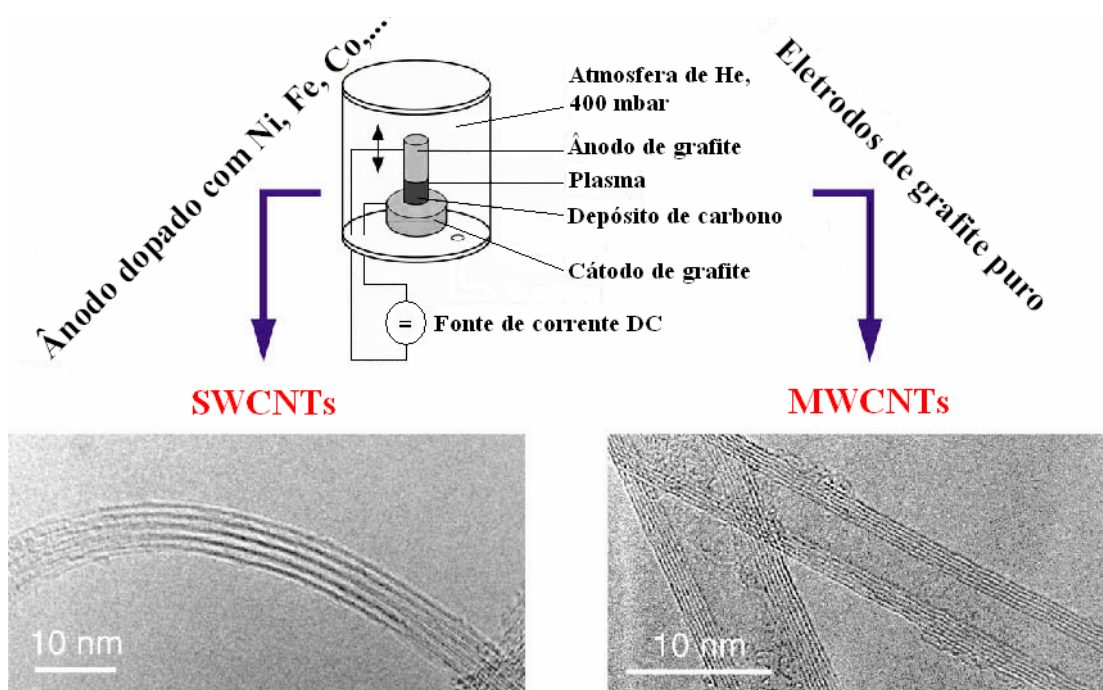 Ânodo dopado com Ni, Fe, Co,...
Atmosfera de He,
400 mbar
Ânodo de grafite
Plasma
Depósito de carbono
Cátodo de grafite
=
Fonte de corrente DC
Eletrodos de grafite puro
SWCNTs
MWCNTs
10 nm
10 nm